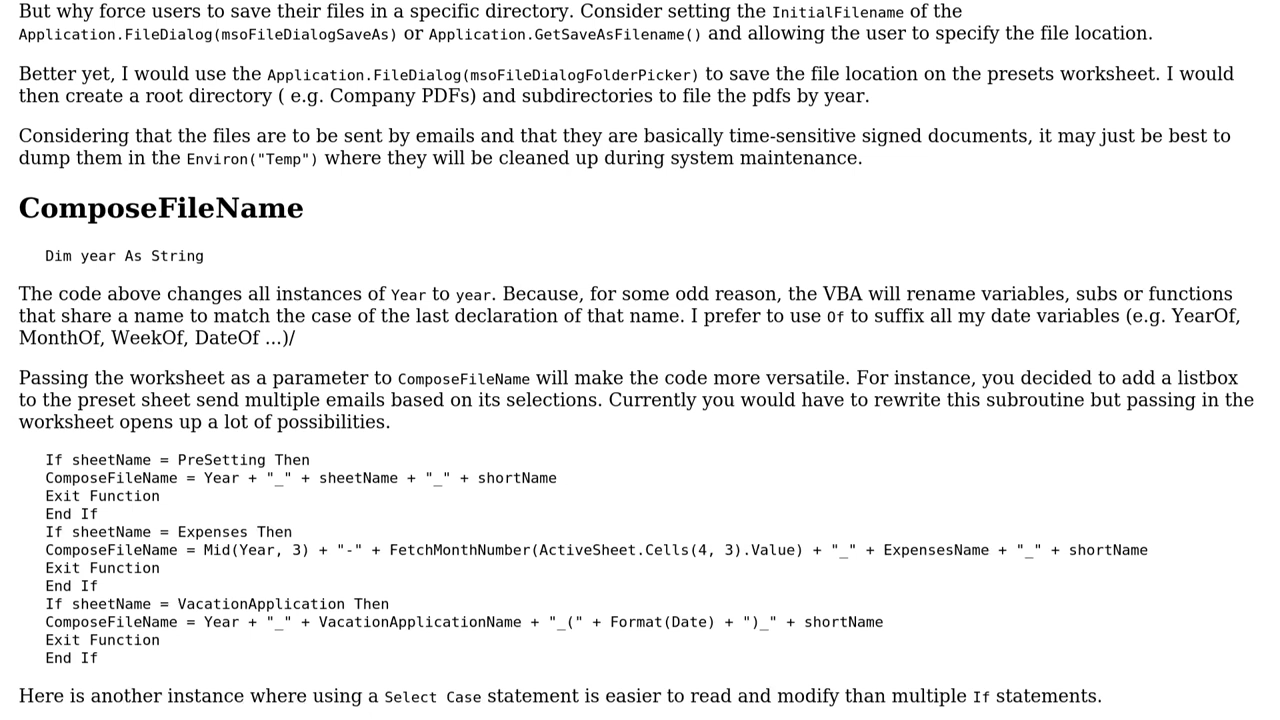 But why force users to save their files in a specific directory. Consider setting the InitialFilename of the
Application.FileDialog(msoFileDialogSaveAs) or Application.GetSaveAsFilename() and allowing the user to specify the file location.
Better yet, I would use the Application.FileDialog(msoFileDialogFolderPicker) to save the file location on the presets worksheet. I would
then create a root directory ( e.g. Company PDFs) and subdirectories to file the pdfs by year.
Considering that the files are to be sent by emails and that they are basically time-sensitive signed documents, it may just be best to
dump them in the Environ("Temp") where they will be cleaned up during system maintenance.
ComposeFileName
Dim year As String
The code above changes all instances of Year to year. Because, for some odd reason, the VBA will rename variables, subs or functions
that share a name to match the case of the last declaration of that name. I prefer to use Of to suffix all my date variables (e.g. YearOf,
MonthOf, WeekOf, DateOf ...)/
Passing the worksheet as a parameter to ComposeFileName will make the code more versatile. For instance, you decided to add a listbox
to the preset sheet send multiple emails based on its selections. Currently you would have to rewrite this subroutine but passing in the
worksheet opens up a lot of possibilities.
If sheetName = PreSetting Then
ComposeFileName = Year + "_" + sheetName + "_" + shortName
Exit Function
End If
If sheetName = Expenses Then
ComposeFileName = Mid(Year, 3) + "-" + FetchMonthNumber(ActiveSheet.Cells(4, 3).Value) + "_" + ExpensesName + "_" + shortName
Exit Function
End If
If sheetName = VacationApplication Then
ComposeFileName = Year + "_" + VacationApplicationName + "_(" + Format(Date) + ")_" + shortName
Exit Function
End If
Here is another instance where using a Select Case statement is easier to read and modify than multiple If statements.